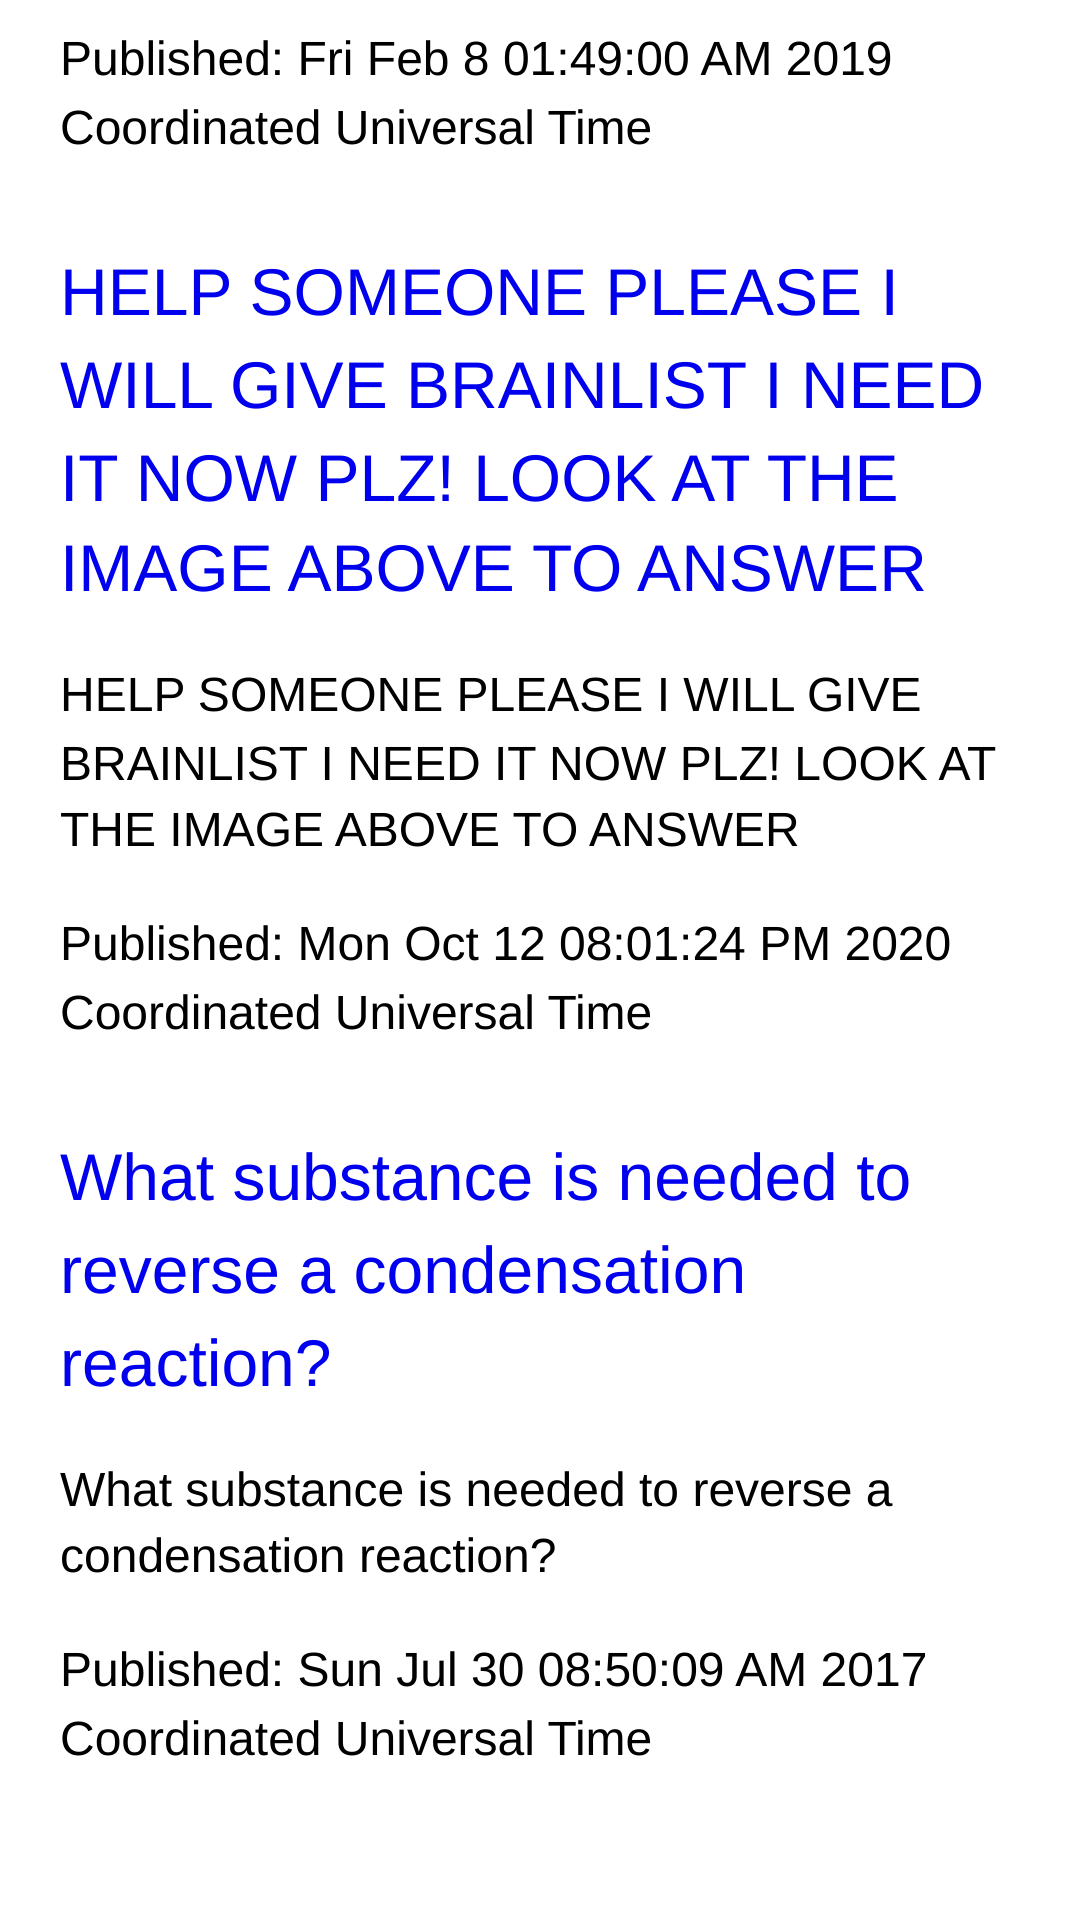 Published: Fri Feb 8 01:49:00 AM 2019
Coordinated Universal Time
HELP SOMEONE PLEASE I
WILL GIVE BRAINLIST I NEED
IT NOW PLZ! LOOK AT THE
IMAGE ABOVE TO ANSWER
HELP SOMEONE PLEASE I WILL GIVE
BRAINLIST I NEED IT NOW PLZ! LOOK AT
THE IMAGE ABOVE TO ANSWER
Published: Mon Oct 12 08:01:24 PM 2020
Coordinated Universal Time
What substance is needed to
reverse a condensation
reaction?
What substance is needed to reverse a
condensation reaction?
Published: Sun Jul 30 08:50:09 AM 2017
Coordinated Universal Time